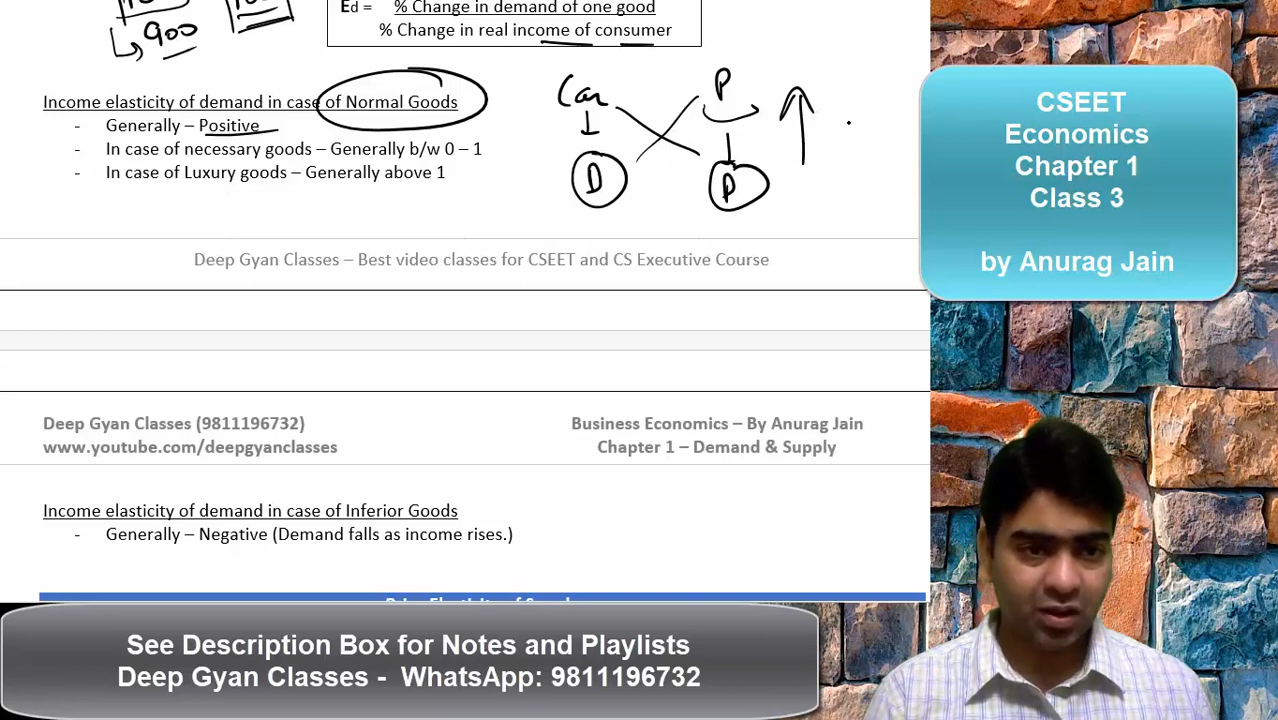 900
Ed = % Change in demand of one good
% Change in real income of consumer
Income elasticity of demand in case of Normal Goods
- Generally – Positive
- In case of necessary goods – Generally b/w 0 – 1
- In case of Luxury goods – Generally above 1
Car P
D D
Deep Gyan Classes – Best video classes for CSEET and CS Executive Course
Deep Gyan Classes (9811196732)
www.youtube.com/deepgyanclasses
Business Economics – By Anurag Jain
Chapter 1 – Demand & Supply
Income elasticity of demand in case of Inferior Goods
- Generally – Negative (Demand falls as income rises.)
CSEET
Economics
Chapter 1
Class 3
by Anurag Jain
See Description Box for Notes and Playlists
Deep Gyan Classes - WhatsApp: 9811196732